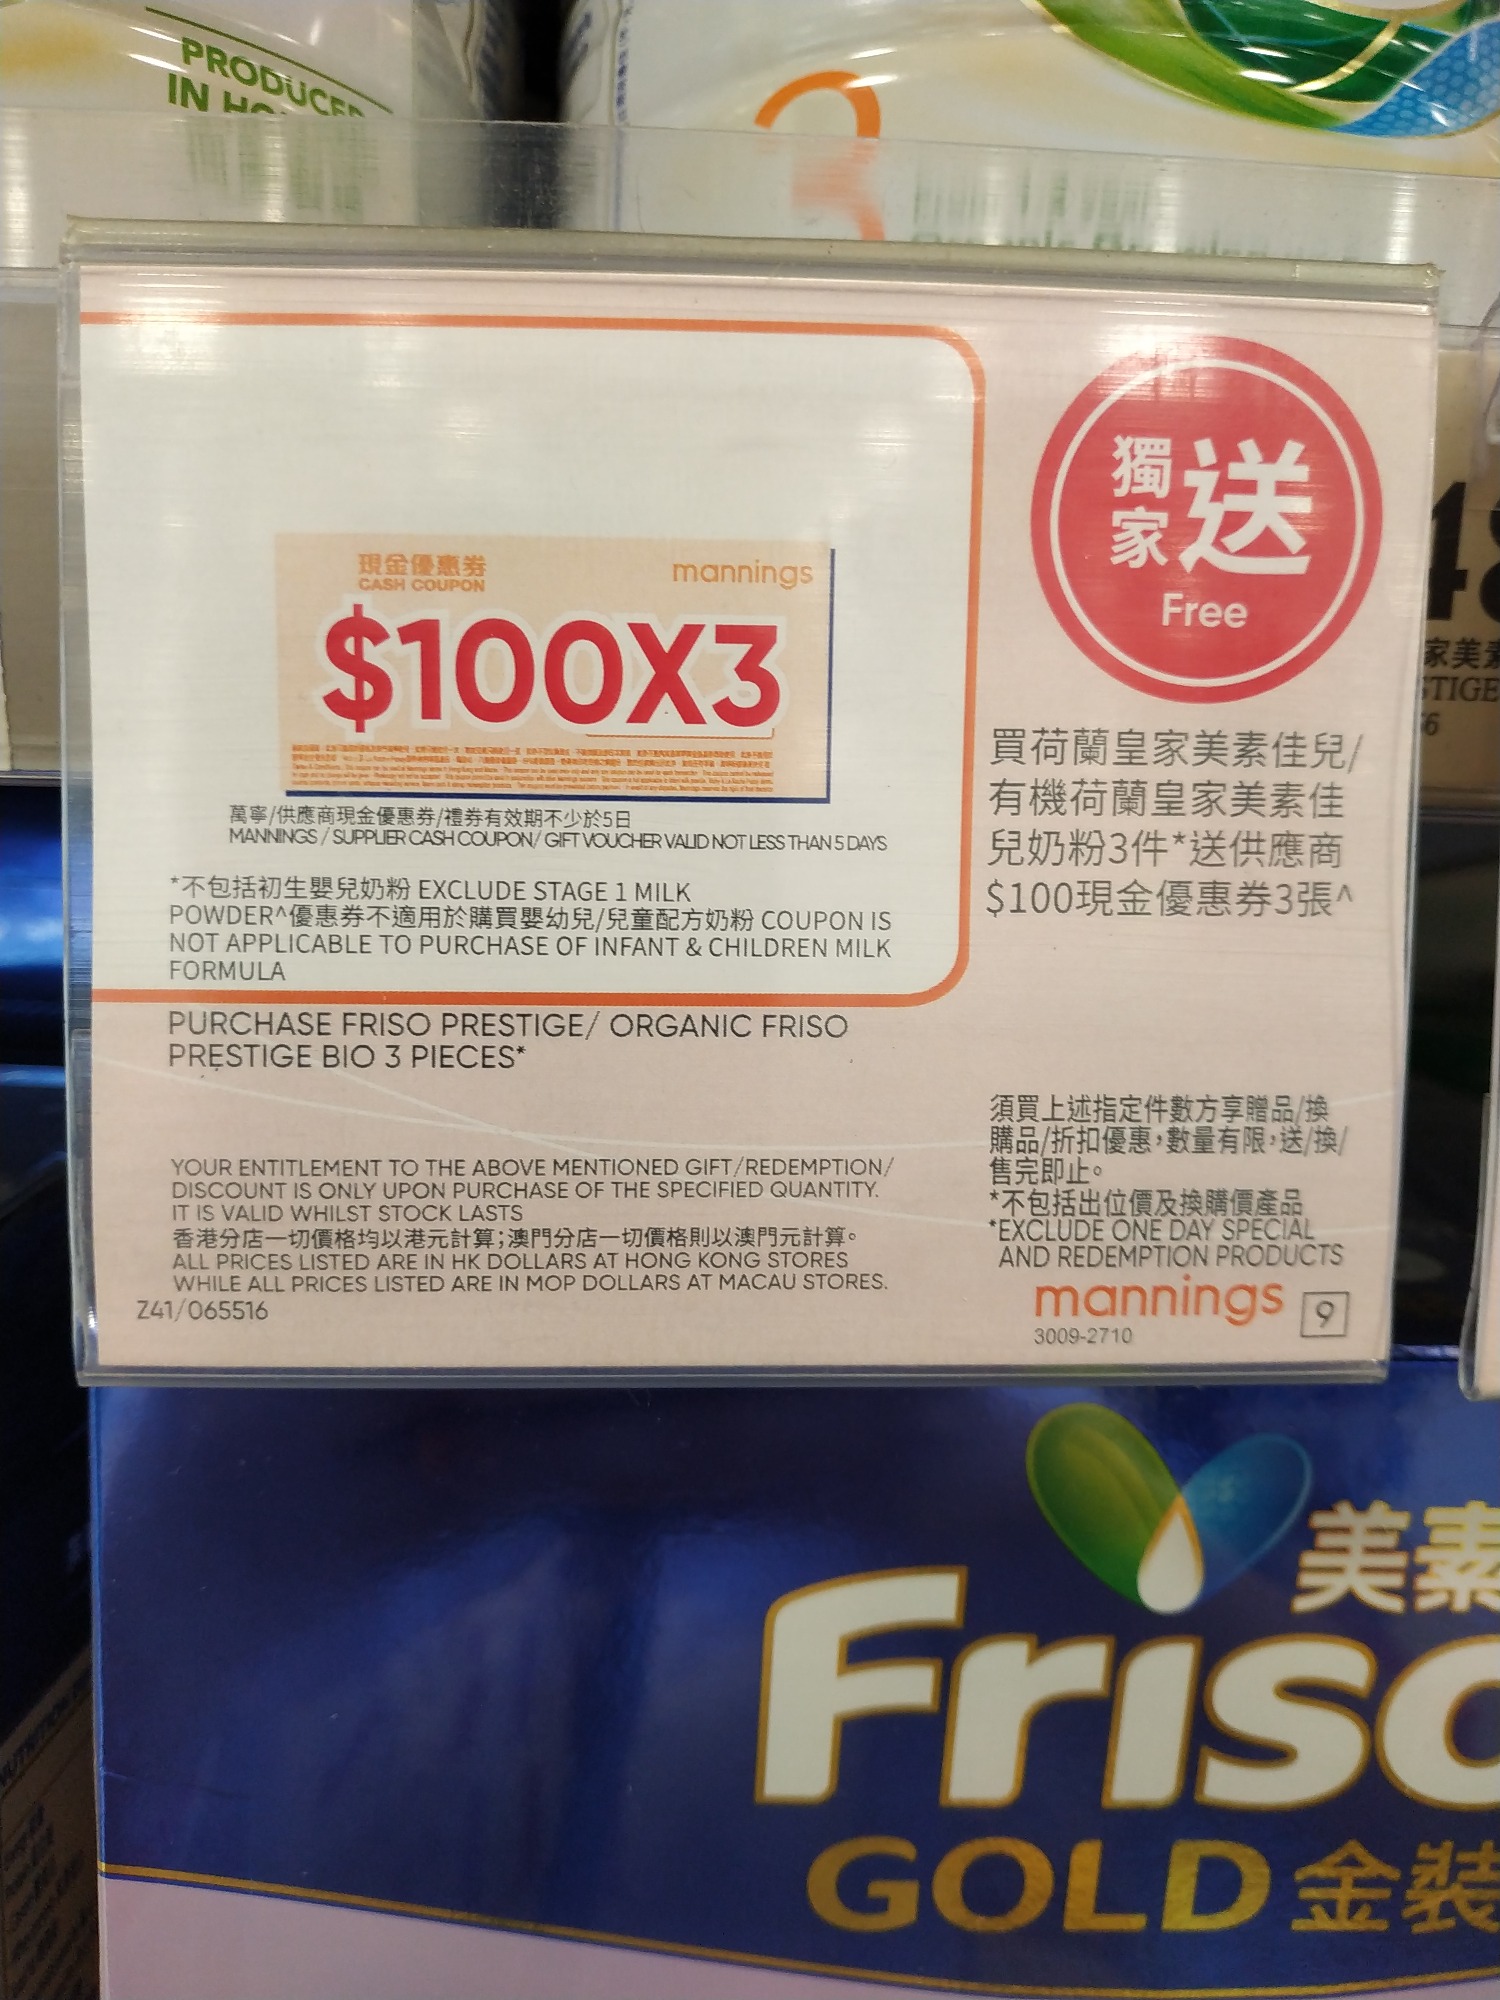 PRODUCED
IN
3
獨家送
Free
現金優惠券
CASH COUPON
mannings
$100X3
萬寧/供應商現金優惠券/禮券有效期不少於5日
MANNINGS / SUPPLIER CASH COUPON/ GIFT VOUCHER VALID NOT LESS THAN 5 DAYS
*不包括初生嬰兒奶粉 EXCLUDE STAGE 1 MILK
POWDER^優惠券不適用於購買嬰幼兒/兒童配方奶粉 COUPON IS
NOT APPLICABLE TO PURCHASE OF INFANT & CHILDREN MILK
FORMULA
買荷蘭皇家美素佳兒/
有機荷蘭皇家美素佳
兒奶粉3件*送供應商
$100現金優惠券3張^
PURCHASE FRISO PRESTIGE/ ORGANIC FRISO
PRESTIGE BIO 3 PIECES*
YOUR ENTITLEMENT TO THE ABOVE MENTIONED GIFT/REDEMPTION/
DISCOUNT IS ONLY UPON PURCHASE OF THE SPECIFIED QUANTITY.
IT IS VALID WHILST STOCK LASTS
香港分店一切價格均以港元計算;澳門分店一切價格則以澳門元計算。
ALL PRICES LISTED ARE IN HK DOLLARS AT HONG KONG STORES
WHILE ALL PRICES LISTED ARE IN MOP DOLLARS AT MACAU STORES.
Z41/065516
須買上述指定件數方享贈品/換
購品/折扣優惠,數量有限,送/換/
售完即止。
*不包括出位價及換購價產品
*EXCLUDE ONE DAY SPECIAL
AND REDEMPTION PRODUCTS
mannings
3009-2710
9
家美素
美素
Friso
GOLD 金裝